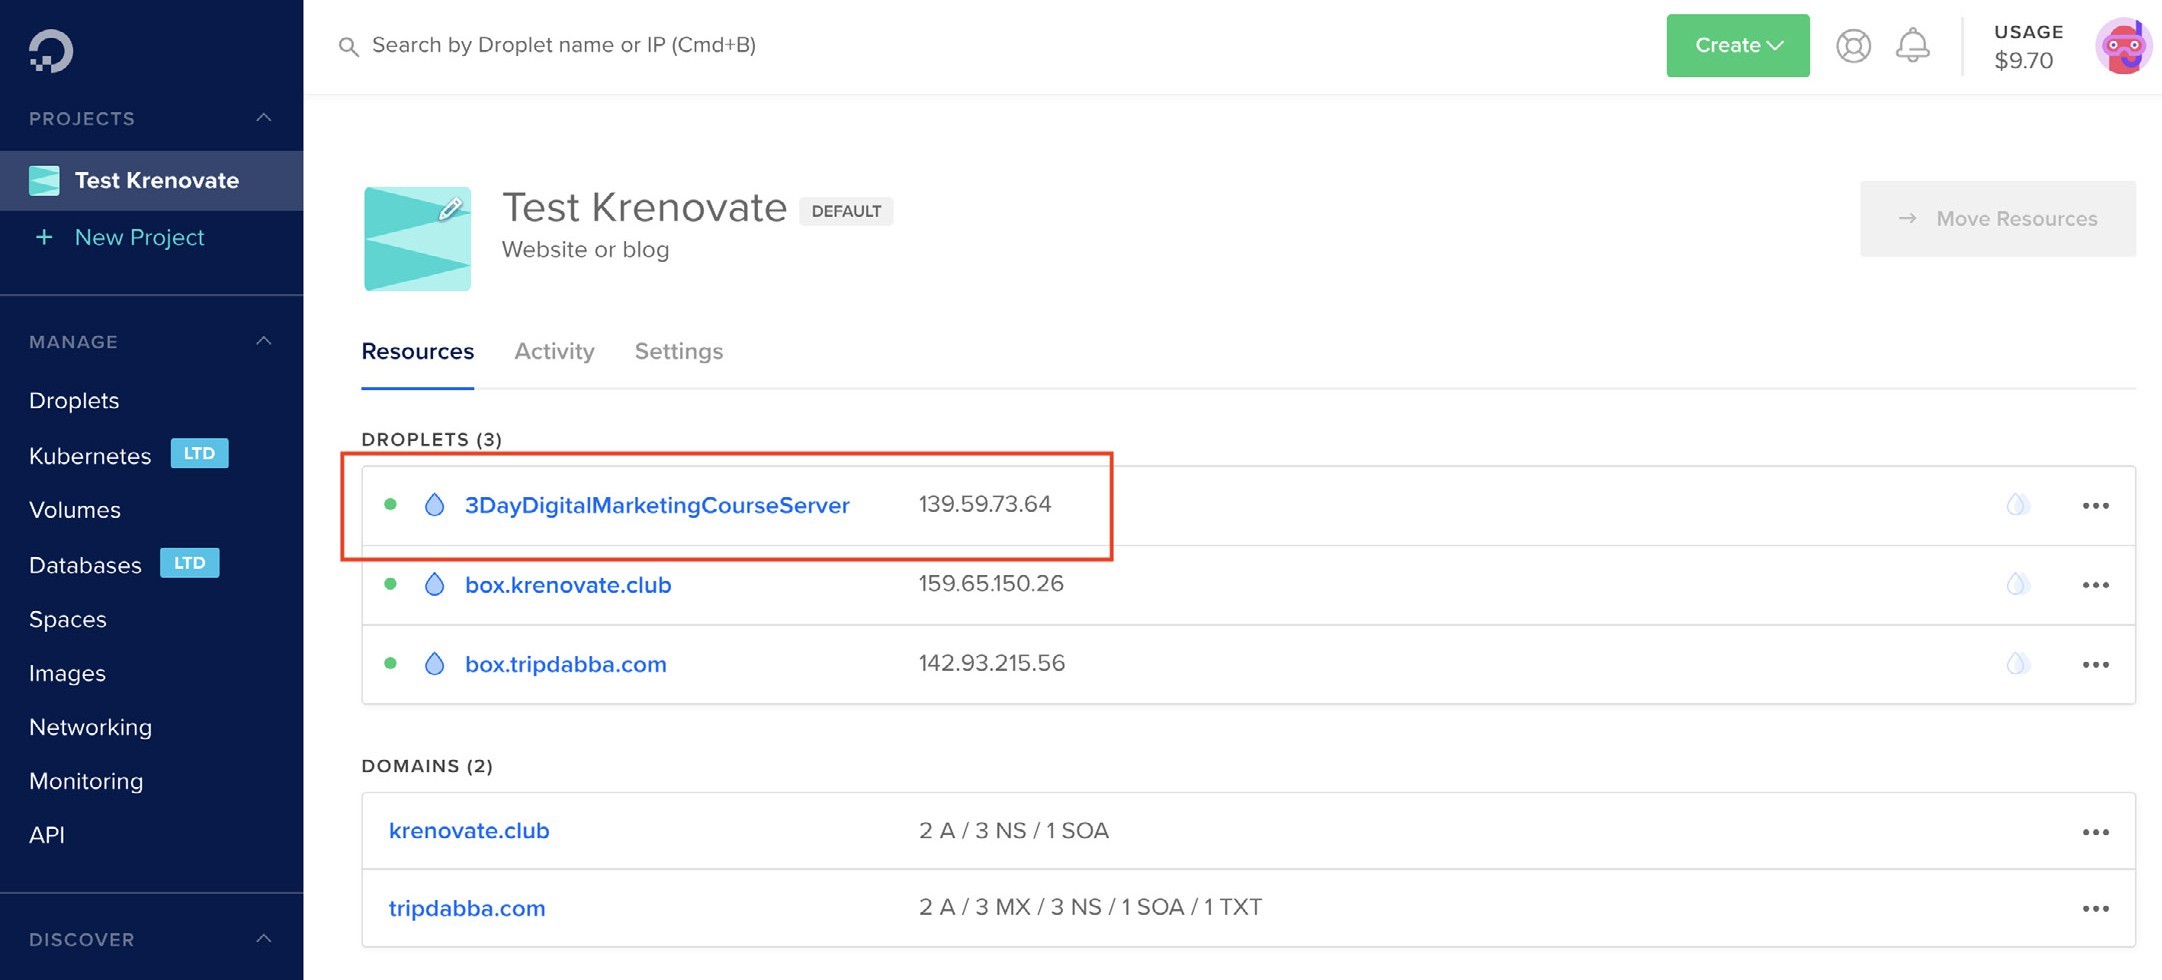 Search by Droplet name or IP (Cmd+B)
Create
USAGE
$9.70
PROJECTS
Test Krenovate
New Project
MANAGE
Droplets
Kubernetes LTD
Volumes
Databases LTD
Spaces
Images
Networking
Monitoring
API
DISCOVER
Test Krenovate DEFAULT
Website or blog
Move Resources
Resources Activity Settings
DROPLETS (3)
3DayDigitalMarketingCourseServer 139.59.73.64
box.krenovate.club 159.65.150.26
box.tripdabba.com 142.93.215.56
DOMAINS (2)
krenovate.club 2 A / 3 NS / 1 SOA
tripdabba.com 2 A / 3 MX / 3 NS / 1 SOA / 1 TXT